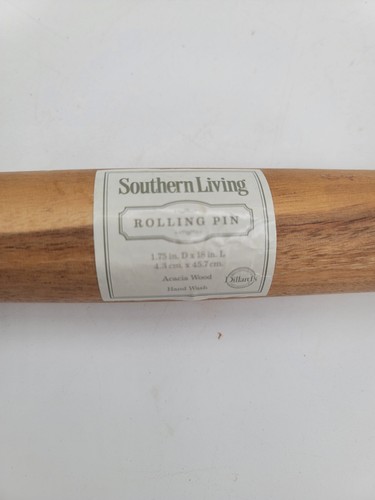 Southern Living
ROLLING PIN
1.75 in. D x 18 in. L
4.5 cm. x 45.7 cm.
Acacia Wood
Hand Wash
Dillard's